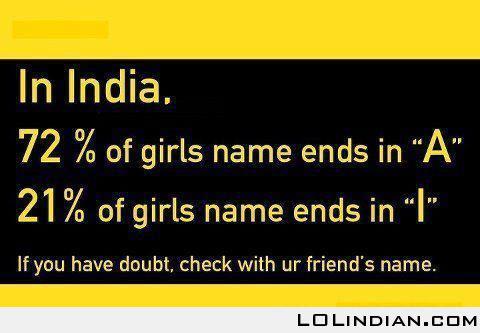 In India,
72 % of girls name ends in “A”
21% of girls name ends in “I”
If you have doubt, check with ur friend's name.
LOLindian.com